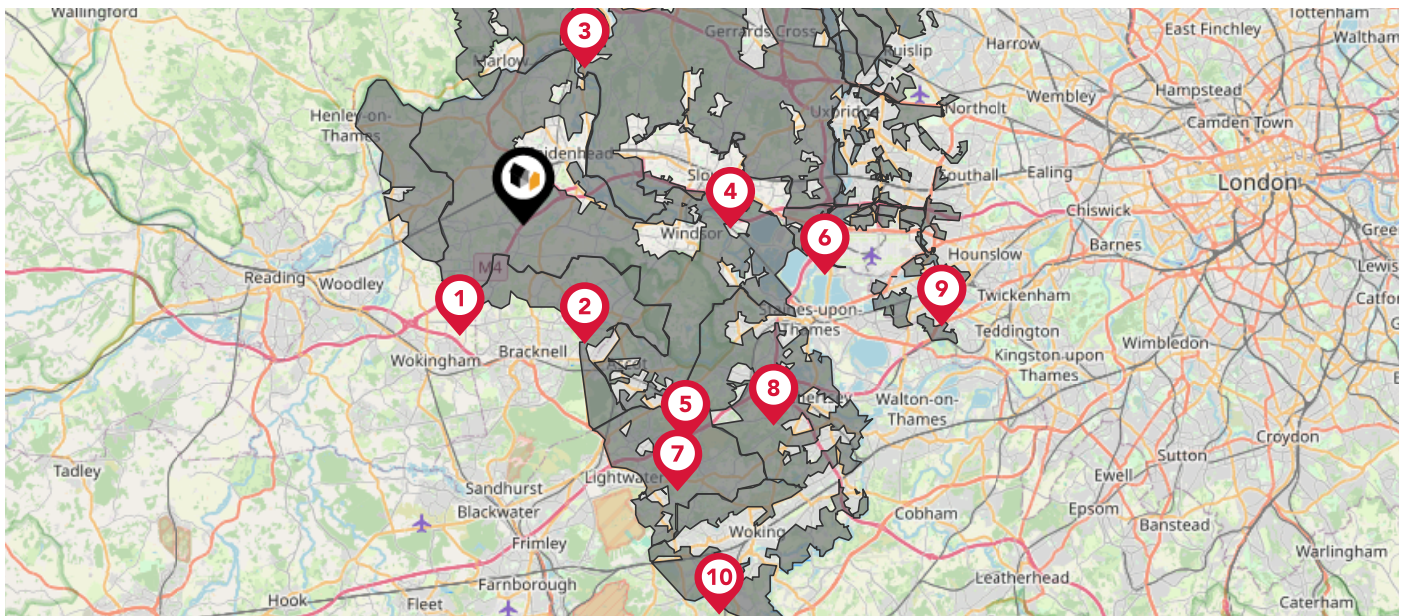 Wallingford
3
Gerrards Cross
Marlow
Ruislip
Harrow
East Finchley
Tottenham
Waltham
Henley-on-
Thames
Uxbridge
Northolt
Wembley
Hampstead
Camden Town
Maidenhead
4
Southall
Ealing
London
Chiswick
Windsor
6
Barnes
Hounslow
M4
Reading
Woodley
1
2
9
Twickenham
Staines-upon-
Thames
Teddington
Wimbledon
Kingston upon
Thames
Wokingham
Bracknell
5
8
Walton-on-
Thames
Croydon
7
Tadley
Lightwater
Sutton
Ewell
Sandhurst
Blackwater
Cobham
Epsom
Banstead
Woking
Frimley
Warlingham
10
Farnborough
Leatherhead
Hook
Fleet
Caterham